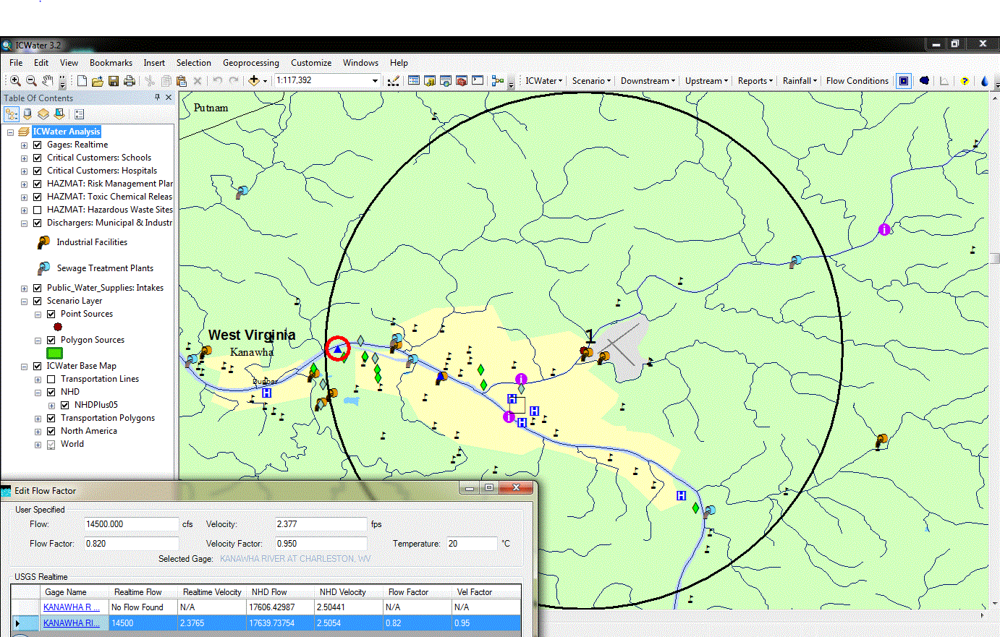 ICWater 3.2
File Edit View Bookmarks Insert Selection Geoprocessing Customize Windows Help
1:117,392 ICWater Scenario Downstream Upstream Reports Rainfall Flow Conditions
Table Of Contents
ICWater Analysis
Gages: Realtime
Critical Customers: Schools
Critical Customers: Hospitals
HAZMAT: Risk Management Plar
HAZMAT: Toxic Chemical Releas
HAZMAT: Hazardous Waste Sites
Dischargers: Municipal & Industr
Industrial Facilities
Sewage Treatment Plants
Public_Water_Supplies: Intakes
Scenario Layer
Point Sources
Polygon Sources
ICWater Base Map
Transportation Lines
NHD
NHDPlus05
Transportation Polygons
North America
World
Putnam
West Virginia
Kanawha
Dunbar
1
i
i
i
H
H
H
H
H
Edit Flow Factor
User Specified
Flow: 14500.000 cfs Velocity: 2.377 fps
Flow Factor: 0.820 Velocity Factor: 0.950 Temperature: 20 °C
Selected Gage: KANAWHA RIVER AT CHARLESTON, WV
USGS Realtime
Gage Name Realtime Flow Realtime Velocity NHD Flow NHD Velocity Flow Factor Vel Factor
KANAWHA R ... No Flow Found N/A 17606.42987 2.50441 N/A N/A
KANAWHA RI... 14500 2.3765 17639.73754 2.5054 0.82 0.95